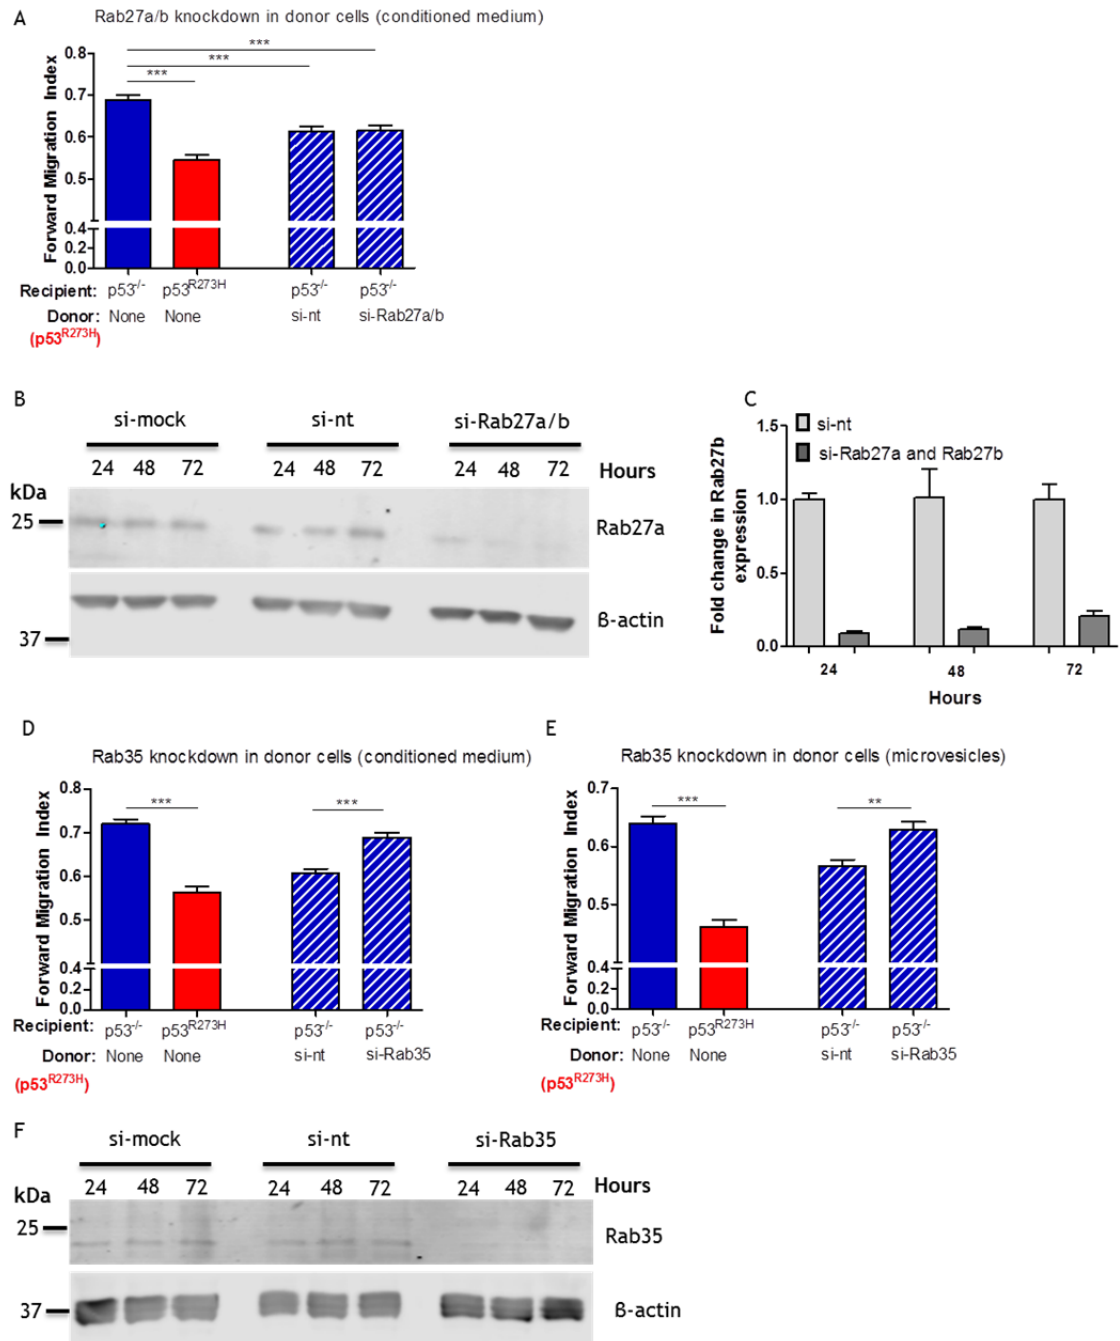 A
Rab27a/b knockdown in donor cells (conditioned medium)
Forward Migration Index
0.8
0.7
0.6
0.5
0.4
0.2
0.0
***
***
***
Recipient: p53-/- p53R273H p53-/- p53-/-
Donor: None None si-nt si-Rab27a/b
(p53R273H)
B
si-mock si-nt si-Rab27a/b
24 48 72 24 48 72 24 48 72 Hours
kDa
25
Rab27a
37
ß-actin
C
si-nt
si-Rab27a and Rab27b
Fold change in Rab27b
expression
1.5
1.0
0.5
0.0
24 48 72
Hours
D
Rab35 knockdown in donor cells (conditioned medium)
Forward Migration Index
0.8
0.7
0.6
0.5
0.4
0.2
0.0
*** ***
Recipient: p53-/- p53R273H p53-/- p53-/-
Donor: None None si-nt si-Rab35
(p53R273H)
E
Rab35 knockdown in donor cells (microvesicles)
Forward Migration Index
0.7
0.6
0.5
0.4
0.2
0.0
*** **
Recipient: p53-/- p53R273H p53-/- p53-/-
Donor: None None si-nt si-Rab35
(p53R273H)
F
si-mock si-nt si-Rab35
24 48 72 24 48 72 24 48 72 Hours
kDa
25
Rab35
37
ß-actin